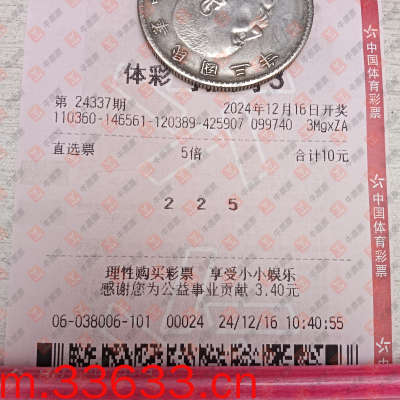 体彩
3
第 24337期 2024年12月16日开奖
110360-146561-120389-425907 099740 3MgxZA
直选票 5倍 合计10元
2 2 5
理性购买彩票 享受小小娱乐
感谢您为公益事业贡献 3.40元
06-038006-101 00024 24/12/16 10:40:55
m.33633.cn
中国体育彩票
中国体育彩票